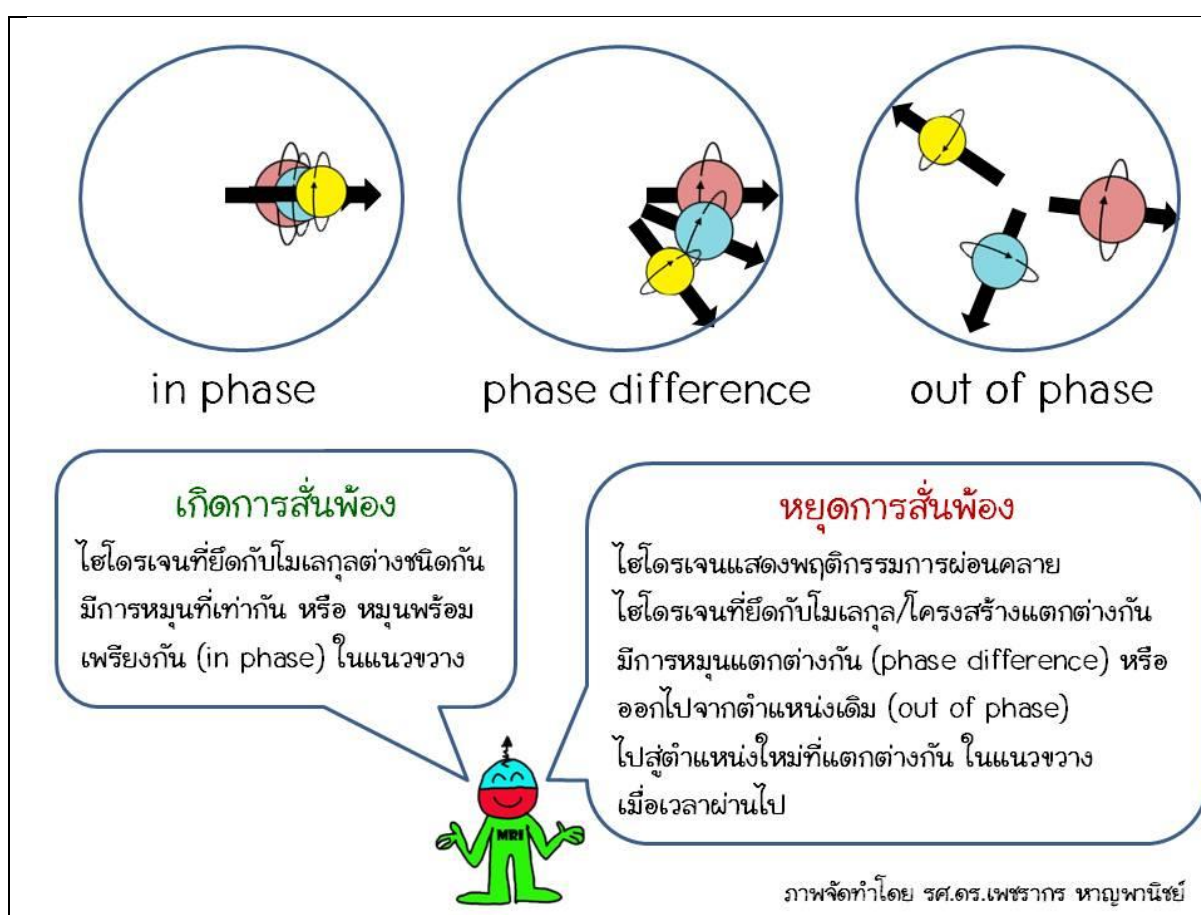 in phase
phase difference
out of phase
เกิดการสั่นพ้อง
ไฮโดรเจนที่ยึดกับโมเลกุลต่างชนิดกัน
มีการหมุนที่เท่ากัน หรือ หมุนพร้อม
เพรียงกัน (in phase) ในแนวขวาง
หยุดการสั่นพ้อง
ไฮโดรเจนแสดงพฤติกรรมการผ่อนคลาย
ไฮโดรเจนที่ยึดกับโมเลกุล/โครงสร้างแตกต่างกัน
มีการหมุนแตกต่างกัน (phase difference) หรือ
ออกไปจากตำแหน่งเดิม (out of phase)
ไปสู่ตำแหน่งใหม่ที่แตกต่างกัน ในแนวขวาง
เมื่อเวลาผ่านไป
MRI
ภาพจัดทำโดย รศ.ดร.เพชรากร หาญพานิชย์